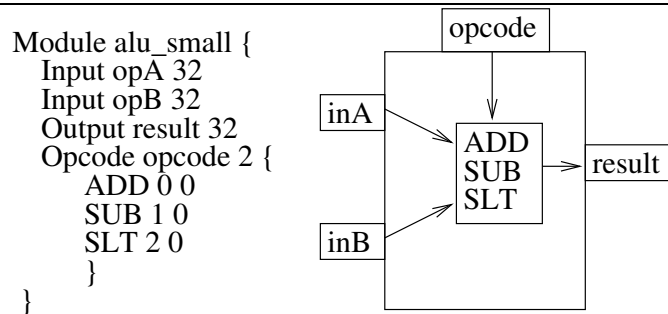 Module alu_small {
Input opA 32
Input opB 32
Output result 32
Opcode opcode 2 {
ADD 0 0
SUB 1 0
SLT 2 0
}
}
opcode
inA
ADD
SUB
SLT
result
inB